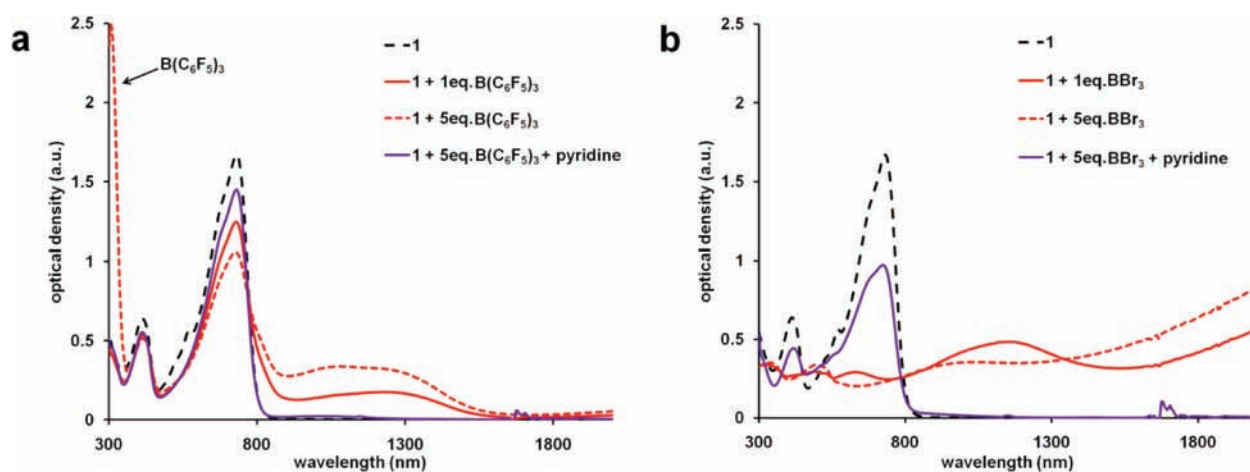 a
2.5
2
1.5
1
0.5
0
300
800
1300
1800
optical density (a.u.)
wavelength (nm)
B(C₆F₅)₃
1
1 + 1eq.B(C₆F₅)₃
1 + 5eq.B(C₆F₅)₃
1 + 5eq.B(C₆F₅)₃ + pyridine
b
2.5
2
1.5
1
0.5
0
300
800
1300
1800
optical density (a.u.)
wavelength (nm)
1
1 + 1eq.BBr₃
1 + 5eq.BBr₃
1 + 5eq.BBr₃ + pyridine